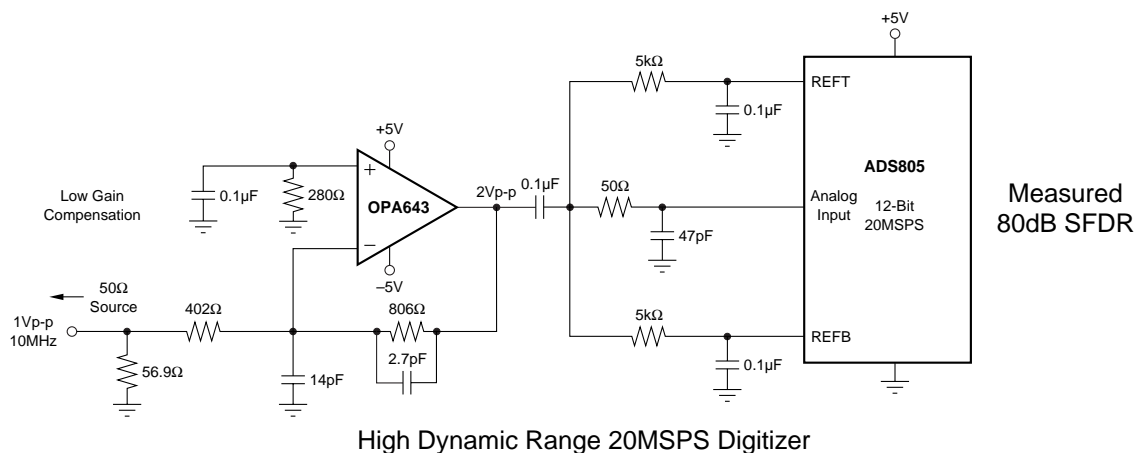 +5V
5kΩ
REFT
0.1µF
+5V
+
ADS805
Low Gain
Compensation
0.1µF
280Ω
OPA643
2Vp-p
0.1µF
50Ω
Analog
Input
12-Bit
20MSPS
Measured
80dB SFDR
47pF
–
–5V
50Ω
Source
1Vp-p
10MHz
402Ω
806Ω
5kΩ
REFB
56.9Ω
14pF
2.7pF
0.1µF
High Dynamic Range 20MSPS Digitizer